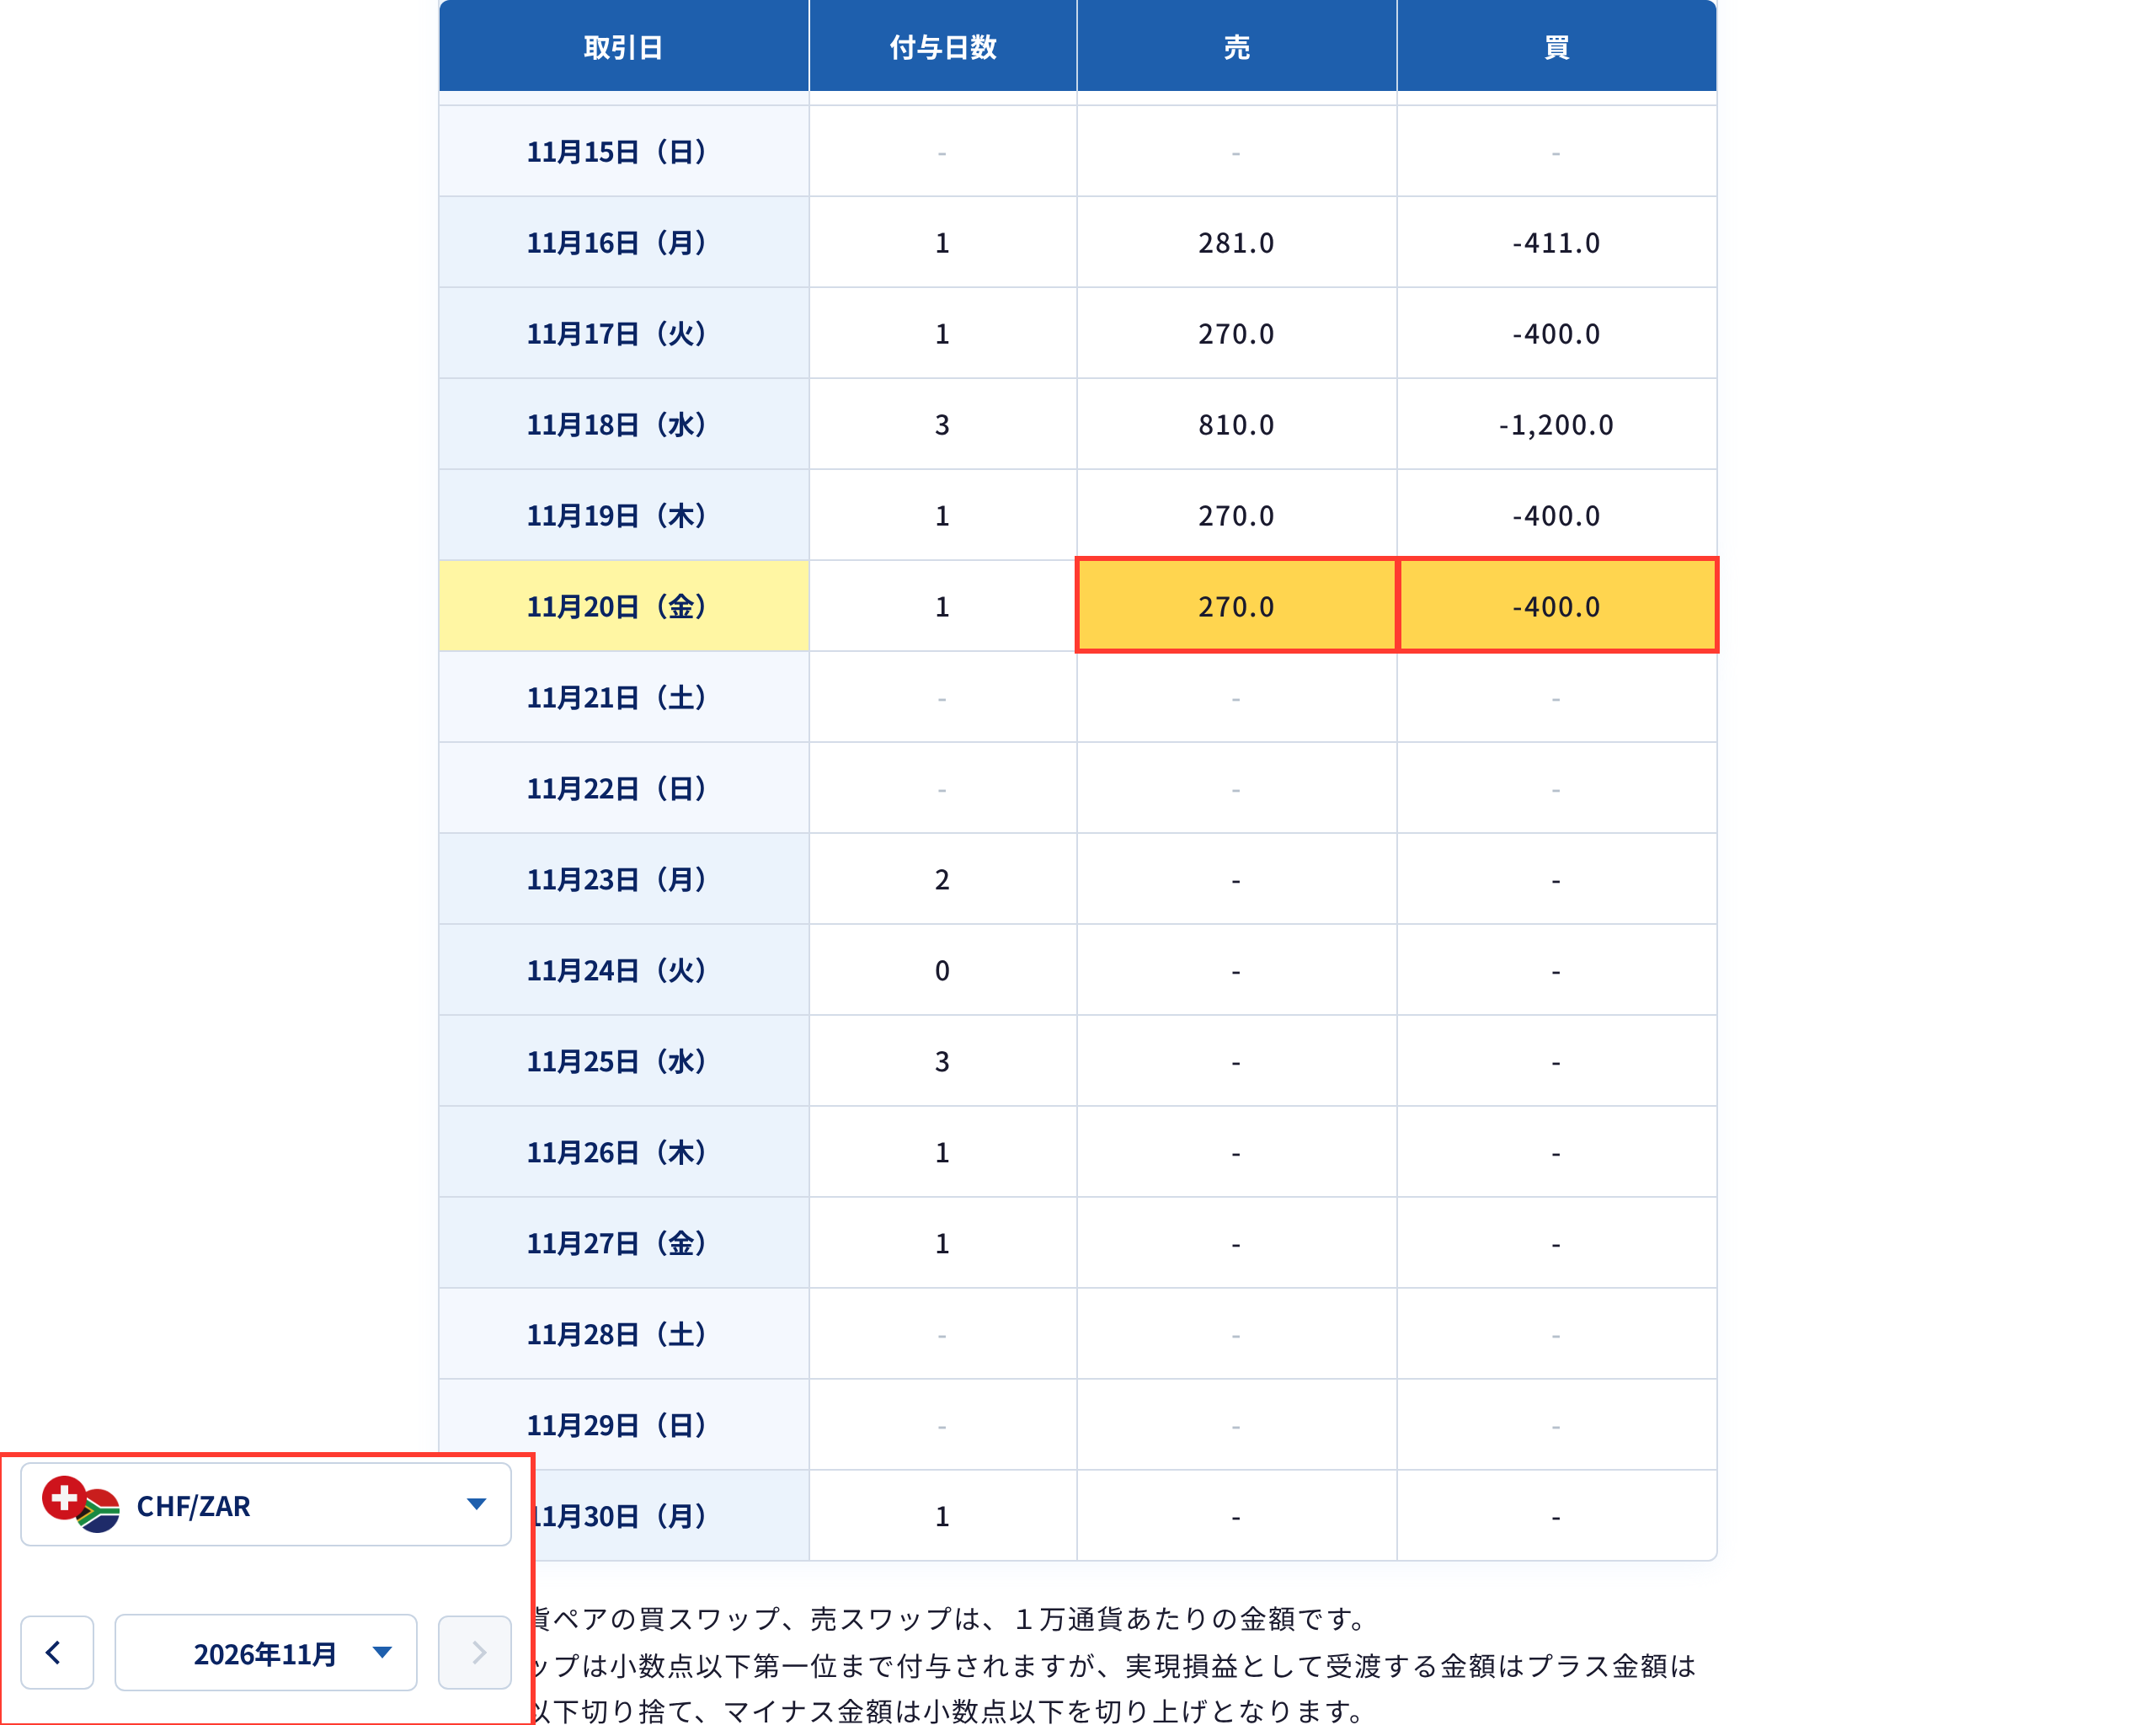 取引日 付与日数 売 買
11月15日（日） - - -
11月16日（月） 1 281.0 -411.0
11月17日（火） 1 270.0 -400.0
11月18日（水） 3 810.0 -1,200.0
11月19日（木） 1 270.0 -400.0
11月20日（金） 1 270.0 -400.0
11月21日（土） - - -
11月22日（日） - - -
11月23日（月） 2 - -
11月24日（火） 0 - -
11月25日（水） 3 - -
11月26日（木） 1 - -
11月27日（金） 1 - -
11月28日（土） - - -
11月29日（日） - - -
11月30日（月） 1 - -
CHF/ZAR
2026年11月
貨ペアの買スワップ、売スワップは、１万通貨あたりの金額です。
ップは小数点以下第一位まで付与されますが、実現損益として受渡する金額はプラス金額は
以下切り捨て、マイナス金額は小数点以下を切り上げとなります。